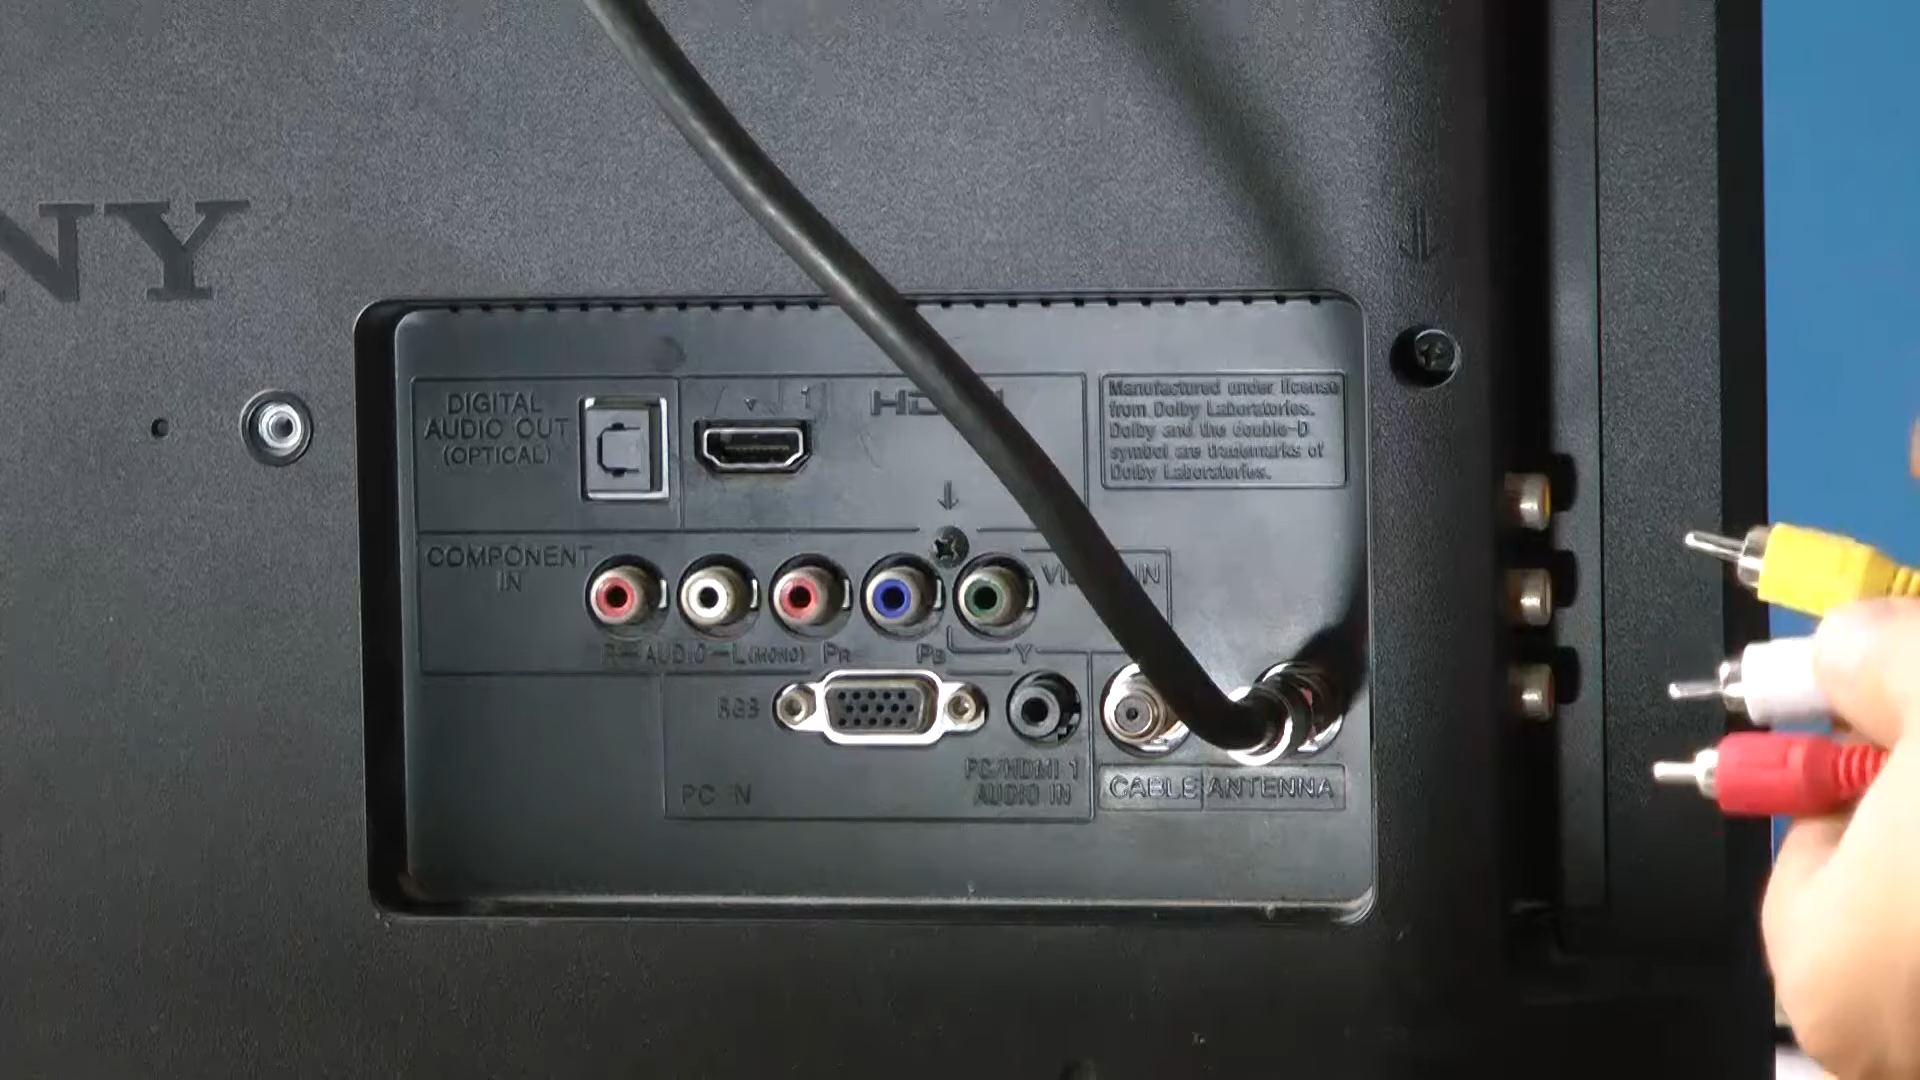 NY
DIGITAL
AUDIO OUT
(OPTICAL)
1
Manufactured under license
from Dolby Laboratories.
Dolby and the double-D
symbol are trademarks of
Dolby Laboratories.
COMPONENT
IN
IN
R-AUDIO-L(MONO) PR PB Y
RGB
PC IN
PC/HDMI 1
AUDIO IN
CABLE ANTENNA